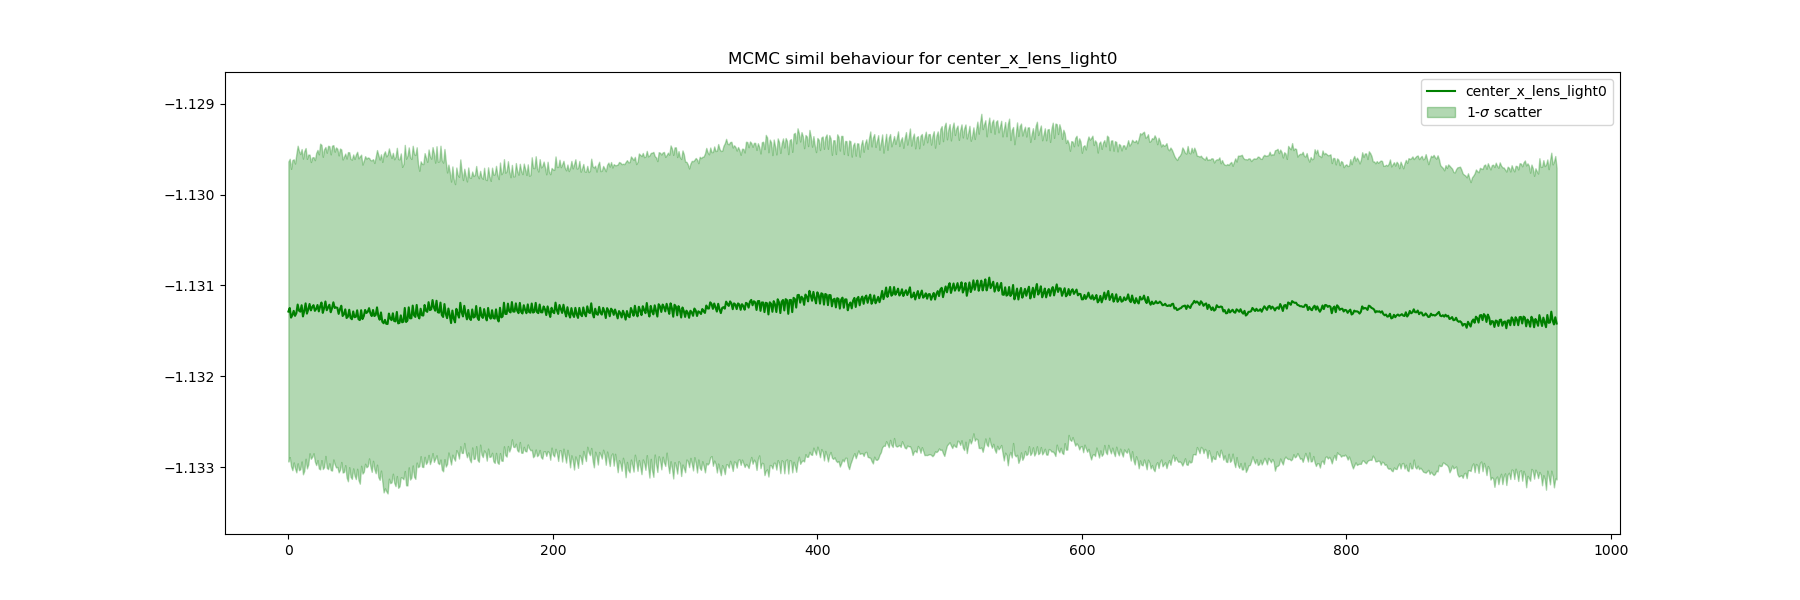 MCMC simil behaviour for center_x_lens_light0
center_x_lens_light0
1-σ scatter
−1.129
−1.130
−1.131
−1.132
−1.133
0 200 400 600 800 1000